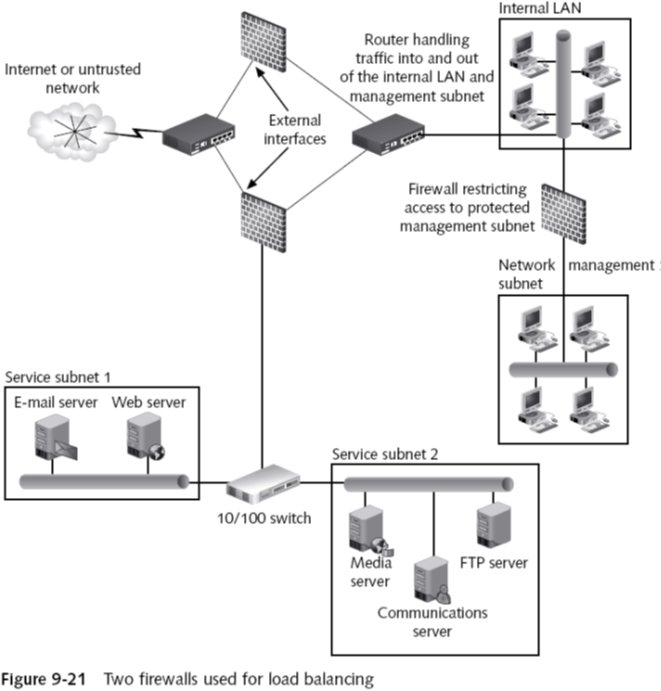 Internal LAN
Router handling
traffic into and out
of the internal LAN and
management subnet
Internet or untrusted
network
External
interfaces
Firewall restricting
access to protected
management subnet
Network management
subnet
Service subnet 1
E-mail server Web server
Service subnet 2
10/100 switch
Media
server
FTP server
Communications
server
Figure 9-21 Two firewalls used for load balancing